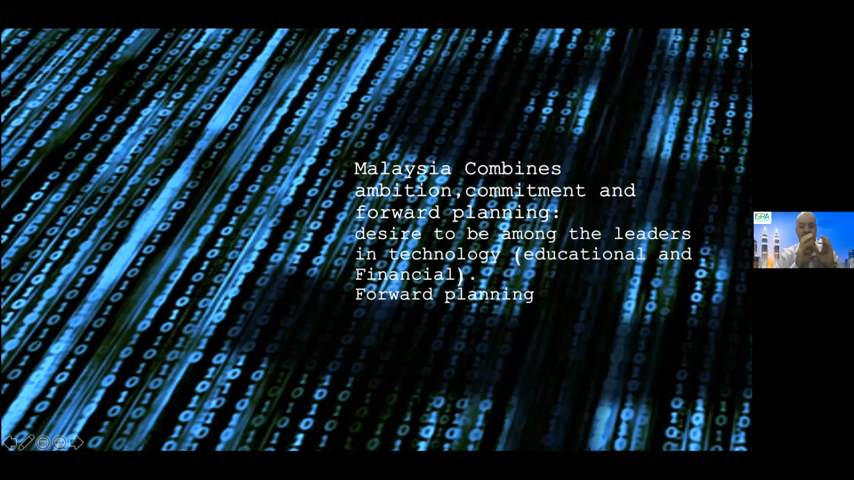 Malaysia Combines
ambition,commitment and
forward planning:
desire to be among the leaders
in technology (educational and
Financial).
Forward planning
ISRA